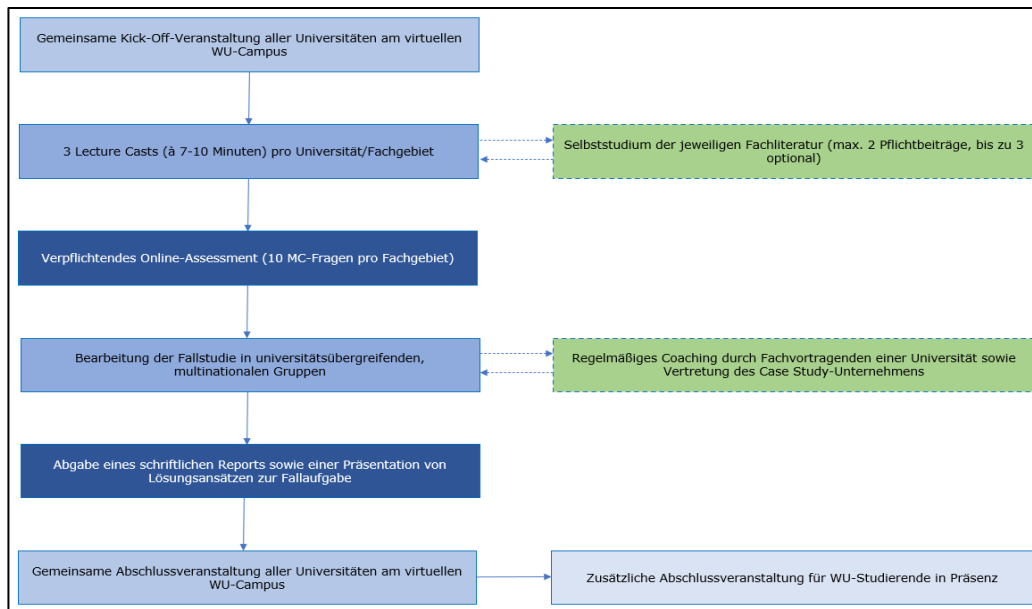 Gemeinsame Kick-Off-Veranstaltung aller Universitäten am virtuellen
WU-Campus
3 Lecture Casts (à 7-10 Minuten) pro Universität/Fachgebiet
Selbststudium der jeweiligen Fachliteratur (max. 2 Pflichtbeiträge, bis zu 3
optional)
Verpflichtendes Online-Assessment (10 MC-Fragen pro Fachgebiet)
Bearbeitung der Fallstudie in universitätsübergreifenden,
multinationalen Gruppen
Regelmäßiges Coaching durch Fachvortragenden einer Universität sowie
Vertretung des Case Study-Unternehmens
Abgabe eines schriftlichen Reports sowie einer Präsentation von
Lösungsansätzen zur Fallaufgabe
Gemeinsame Abschlussveranstaltung aller Universitäten am virtuellen
WU-Campus
Zusätzliche Abschlussveranstaltung für WU-Studierende in Präsenz